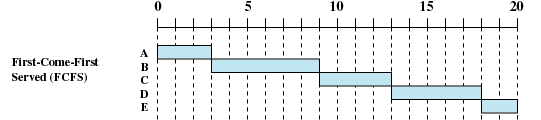 0 5 10 15 20
A
B
First-Come-First
C
Served (FCFS)
D
E